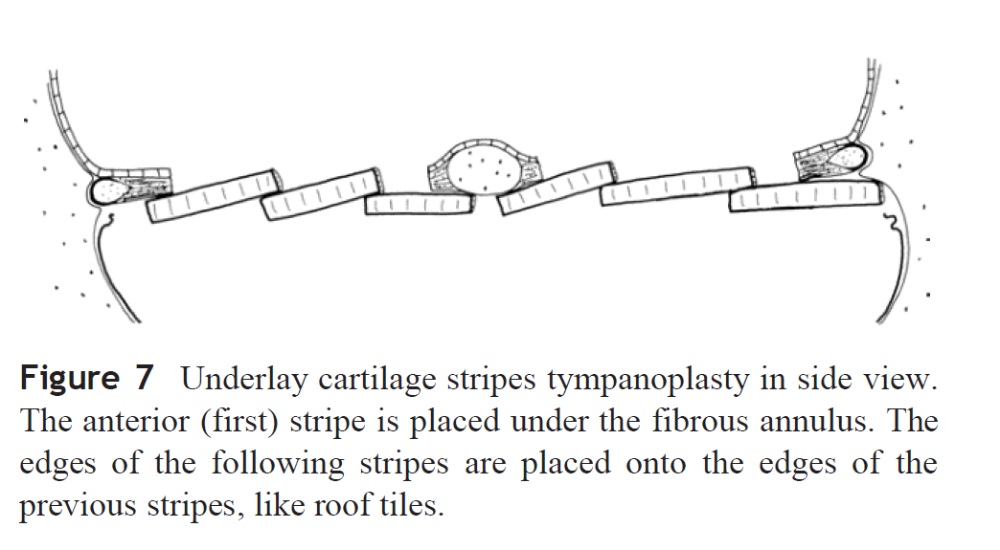 Figure 7 Underlay cartilage stripes tympanoplasty in side view.
The anterior (first) stripe is placed under the fibrous annulus. The
edges of the following stripes are placed onto the edges of the
previous stripes, like roof tiles.